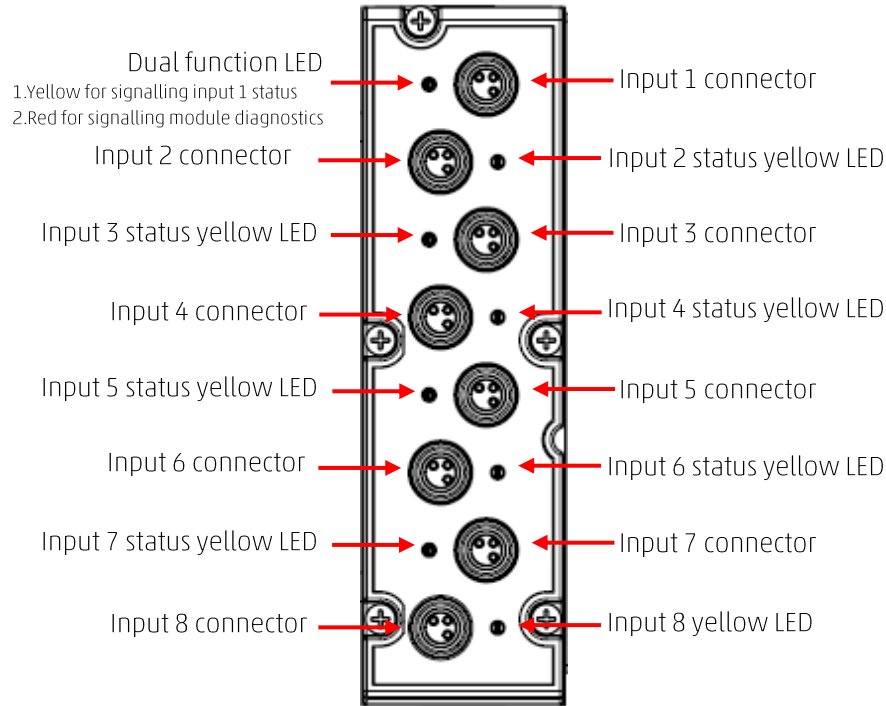 Dual function LED
1.Yellow for signalling input 1 status
2.Red for signalling module diagnostics
Input 1 connector
Input 2 connector
Input 2 status yellow LED
Input 3 status yellow LED
Input 3 connector
Input 4 connector
Input 4 status yellow LED
Input 5 status yellow LED
Input 5 connector
Input 6 connector
Input 6 status yellow LED
Input 7 status yellow LED
Input 7 connector
Input 8 connector
Input 8 yellow LED